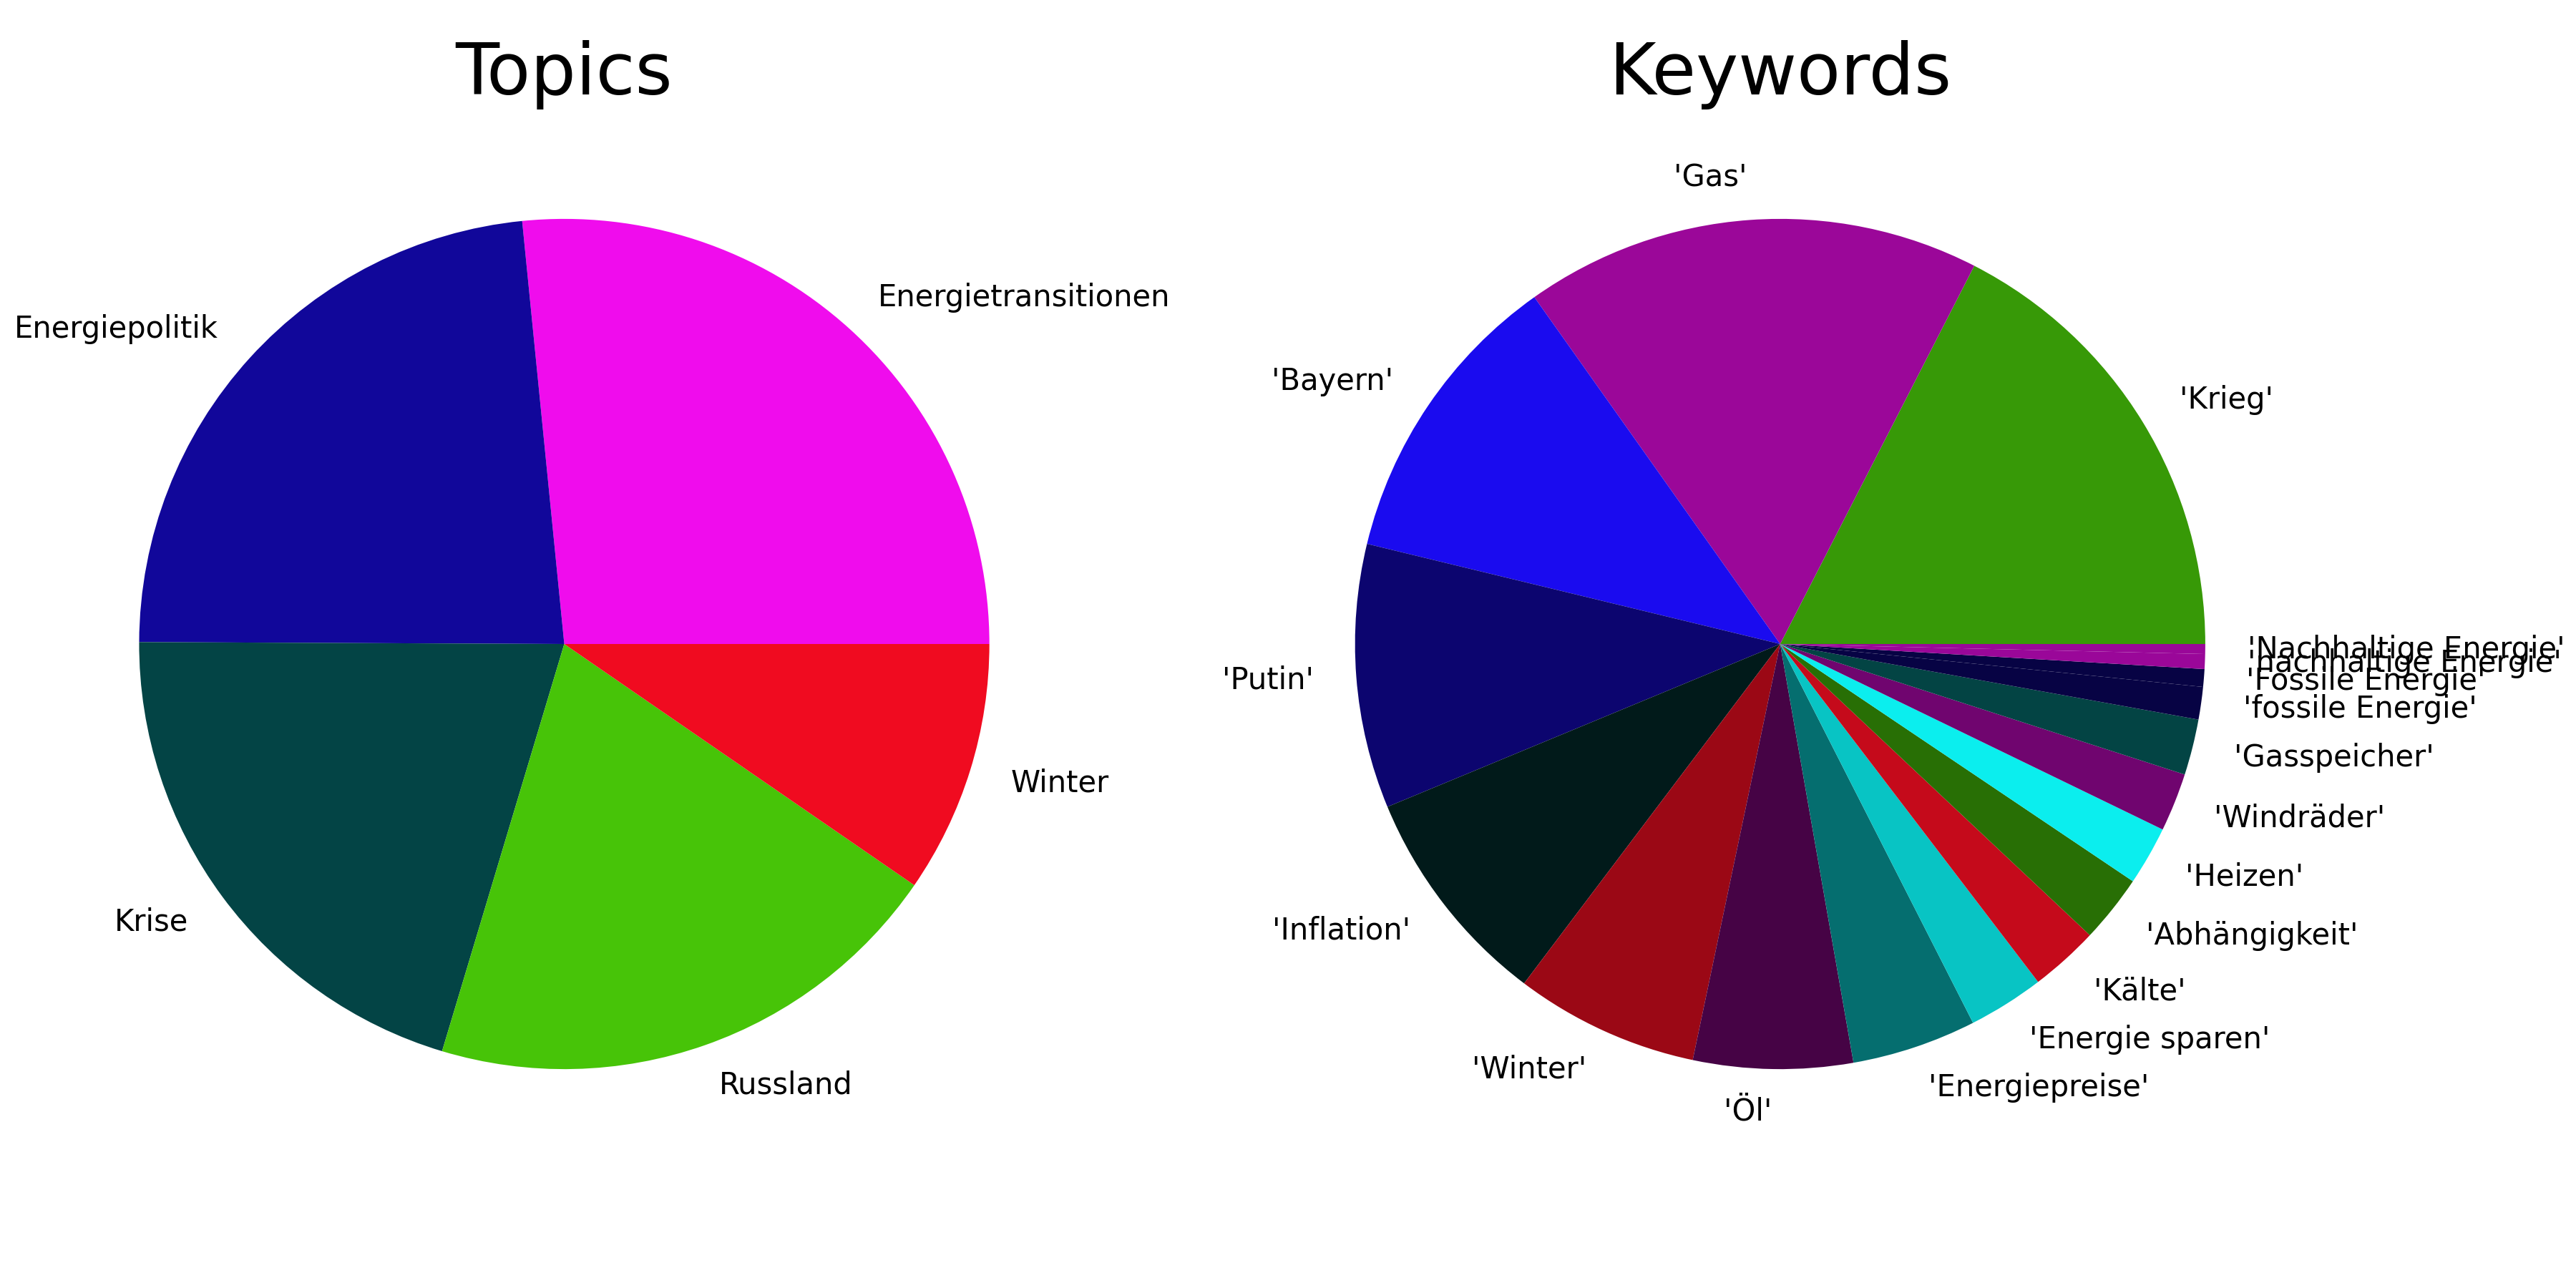 Topics
Energietransitionen
Energiepolitik
Krise
Russland
Winter
Keywords
'Krieg'
'Gas'
'Bayern'
'Putin'
'Inflation'
'Winter'
'Öl'
'Energiepreise'
'Energie sparen'
'Kälte'
'Abhängigkeit'
'Heizen'
'Windräder'
'Gasspeicher'
'fossile Energie'
'Fossile Energie'
'nachhaltige Energie'
'Nachhaltige Energie'